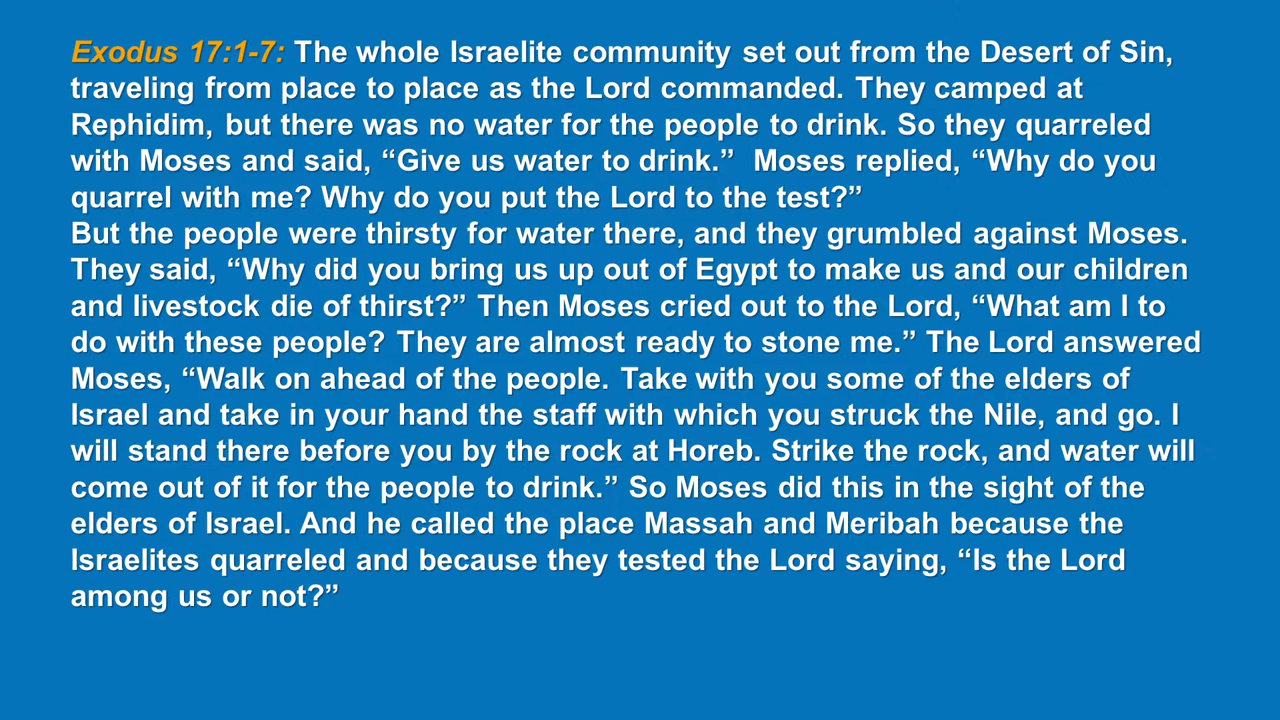 Exodus 17:1-7: The whole Israelite community set out from the Desert of Sin,
traveling from place to place as the Lord commanded. They camped at
Rephidim, but there was no water for the people to drink. So they quarreled
with Moses and said, “Give us water to drink.”  Moses replied, “Why do you
quarrel with me? Why do you put the Lord to the test?”
But the people were thirsty for water there, and they grumbled against Moses.
They said, “Why did you bring us up out of Egypt to make us and our children
and livestock die of thirst?” Then Moses cried out to the Lord, “What am I to
do with these people? They are almost ready to stone me.” The Lord answered
Moses, “Walk on ahead of the people. Take with you some of the elders of
Israel and take in your hand the staff with which you struck the Nile, and go. I
will stand there before you by the rock at Horeb. Strike the rock, and water will
come out of it for the people to drink.” So Moses did this in the sight of the
elders of Israel. And he called the place Massah and Meribah because the
Israelites quarreled and because they tested the Lord saying, “Is the Lord
among us or not?”